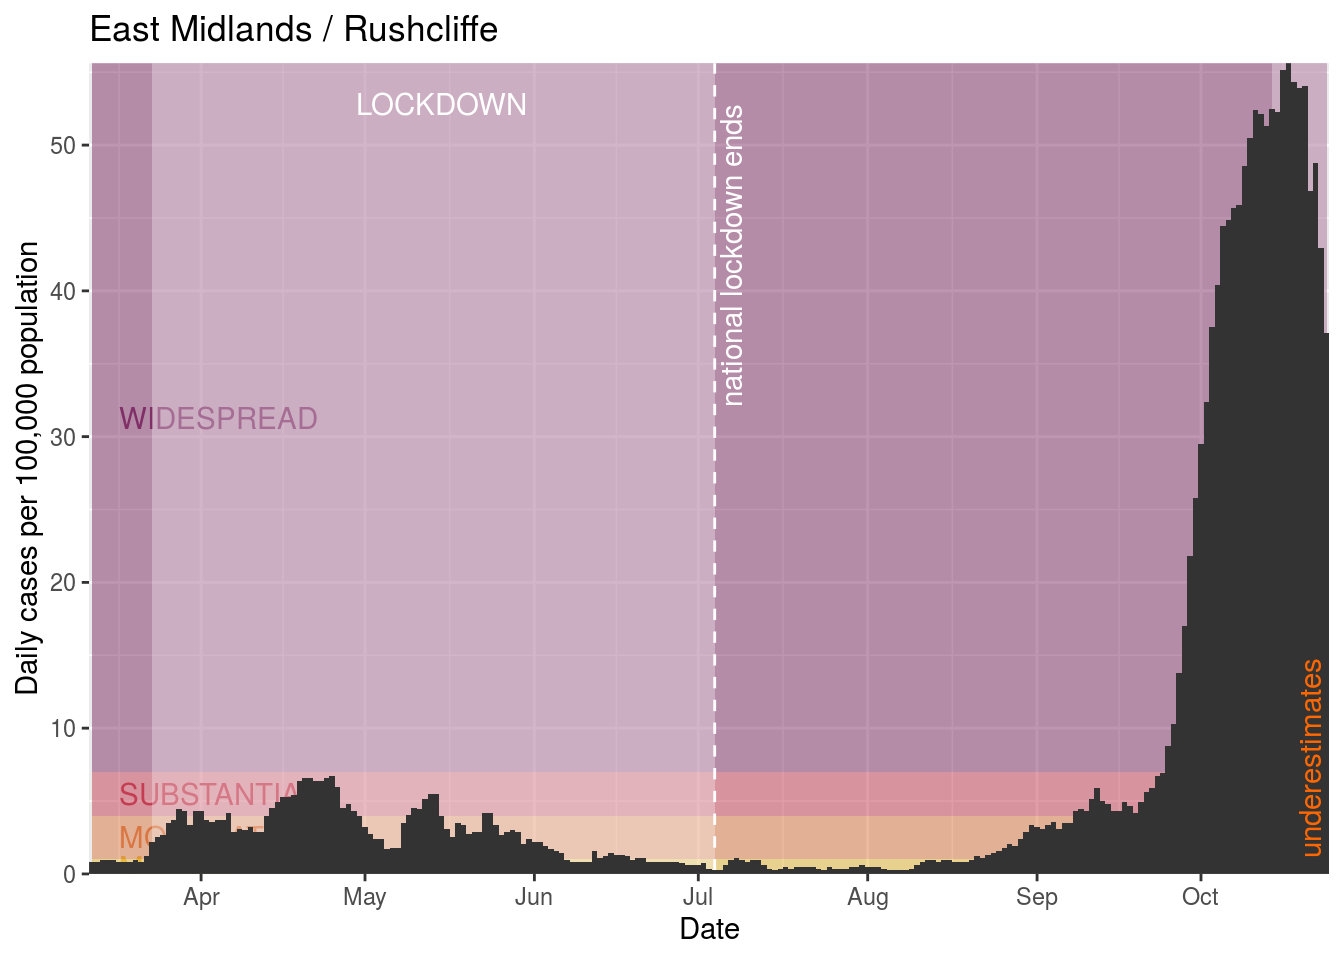 East Midlands / Rushcliffe
LOCKDOWN
national lockdown ends
WIDESPREAD
SUBSTANTIA
underestimates
Daily cases per 100,000 population
50
40
30
20
10
0
Apr
May
Jun
Jul
Aug
Sep
Oct
Date